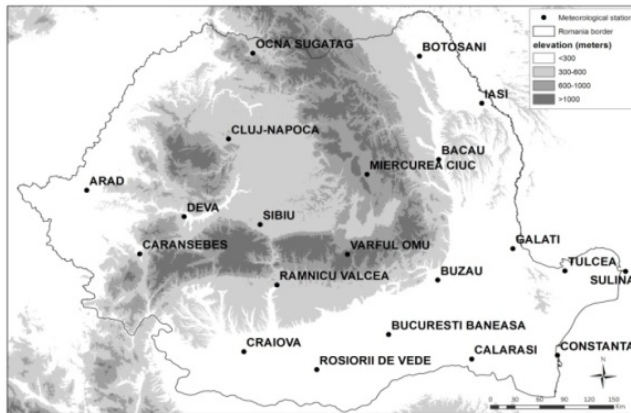 Meteorological station
Romania border
elevation (meters)
<300
300-600
600-1000
>1000
OCNA SUGATAG
BOTOSANI
IASI
CLUJ-NAPOCA
BACAU
MIERCUREA CIUC
ARAD
DEVA
SIBIU
CARANSEBES
VARFUL OMU
GALATI
TULCEA
SULINA
RAMNICU VALCEA
BUZAU
BUCURESTI BANEASA
CRAIOVA
CALARASI
CONSTANTA
ROSIORII DE VEDE
N
0 30 60 90 120 150
Km